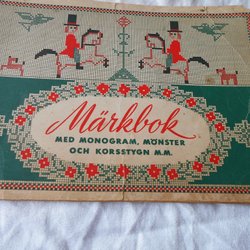 Märkbok
MED MONOGRAM, MÖNSTER
OCH KORSSTYGN M.M.